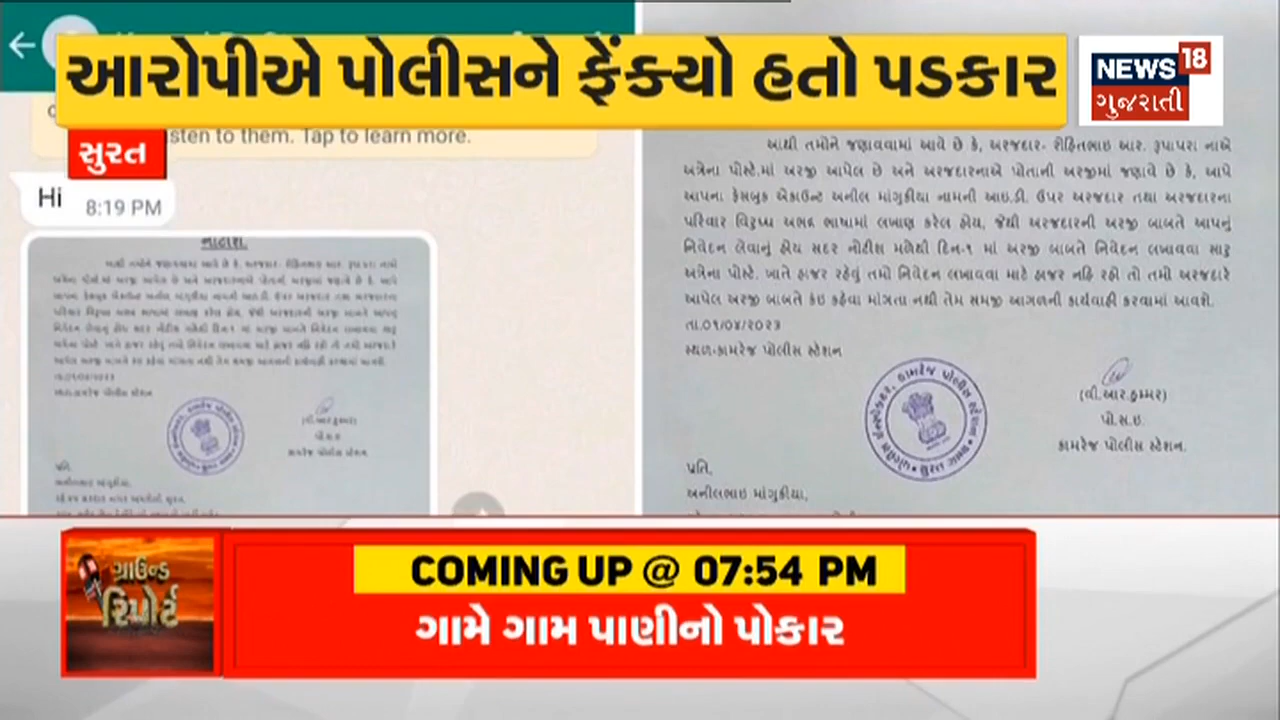 આરોપીએ પોલીસને ફેંક્યો હતો પડકાર
NEWS 18
ગુજરાતી
listen to them. Tap to learn more.
સુરત
Hi
8:19 PM
નોટીશ.
આથી તમોને જણાવવામાં આવે છે કે, અરજદાર- રોહિતભાઇ આર. રૂપાપરા નાએ
અત્રેના પોસ્ટે.માં અરજી આપેલ છે અને અરજદારનાએ પોતાની અરજીમાં જણાવે છે કે, આપે
આપના ફેસબુક એકાઉન્ટ અનીલ માંગુકીયા નામની આઇ.ડી. ઉપર અરજદાર તથા અરજદારના
પરિવાર વિરુધ્ધ અભદ્ર ભાષામાં લખાણ કરેલ હોય, જેથી અરજદારની અરજી બાબતે આપનું
નિવેદન લેવાનું હોય સદર નોટીશ મળેથી દિન-૧ માં અરજી બાબતે નિવેદન લખાવવા સારુ
અત્રેના પોસ્ટે. ખાતે હાજર રહેવું તમો નિવેદન લખાવવા માટે હાજર નહિ રહો તો તમો અરજદારે
આપેલ અરજી બાબતે કંઇ કહેવા માંગતા નથી તેમ સમજી આગળની કાર્યવાહી કરવામાં આવશે.
તા.૦૧/૦૪/૨૦૨૩
સ્થળ-કામરેજ પોલીસ સ્ટેશન
(વી.આર.ઠુમ્મર)
પો.સ.ઇ.
કામરેજ પોલીસ સ્ટેશન.
પ્રતિ,
અનીલભાઇ માંગુકીયા,
ગ્રાઉન્ડ
રિપોર્ટ
COMING UP @ 07:54 PM
ગામે ગામ પાણીનો પોકાર